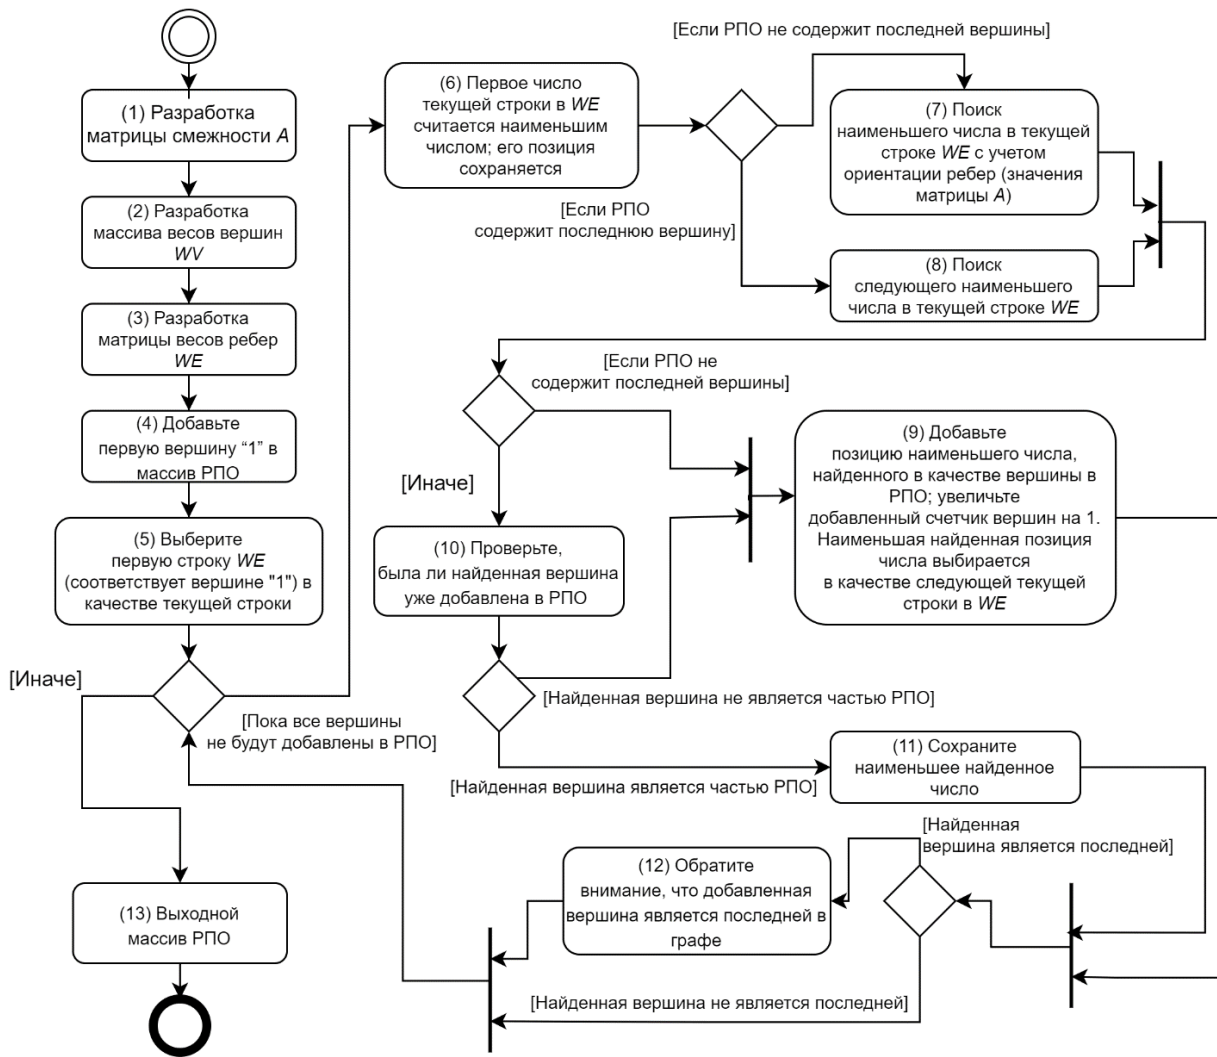 (1) Разработка
матрицы смежности A
(2) Разработка
массива весов вершин
WV
(3) Разработка
матрицы весов ребер
WE
(4) Добавьте
первую вершину “1” в
массив РПО
(5) Выберите
первую строку WE
(соответствует вершине "1") в
качестве текущей строки
[Иначе]
[Пока все вершины
не будут добавлены в РПО]
(6) Первое число
текущей строки в WE
считается наименьшим
числом; его позиция
сохраняется
[Если РПО не содержит последней вершины]
[Если РПО
содержит последнюю вершину]
(7) Поиск
наименьшего числа в текущей
строке WE с учетом
ориентации ребер (значения
матрицы A)
(8) Поиск
следующего наименьшего
числа в текущей строке WE
[Если РПО не
содержит последней вершины]
[Иначе]
(9) Добавьте
позицию наименьшего числа,
найденного в качестве вершины в
РПО; увеличьте
добавленный счетчик вершин на 1.
Наименьшая найденная позиция
числа выбирается
в качестве следующей текущей
строки в WE
(10) Проверьте,
была ли найденная вершина
уже добавлена в РПО
[Найденная вершина не является частью РПО]
[Найденная вершина является частью РПО]
(11) Сохраните
наименьшее найденное
число
[Найденная
вершина является последней]
(12) Обратите
внимание, что добавленная
вершина является последней в
графе
[Найденная вершина не является последней]
(13) Выходной
массив РПО